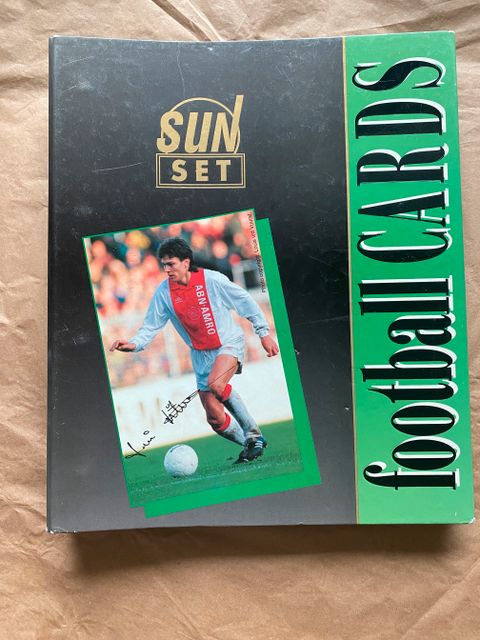 SUN
SET
football CARDS
ABN·AMRO